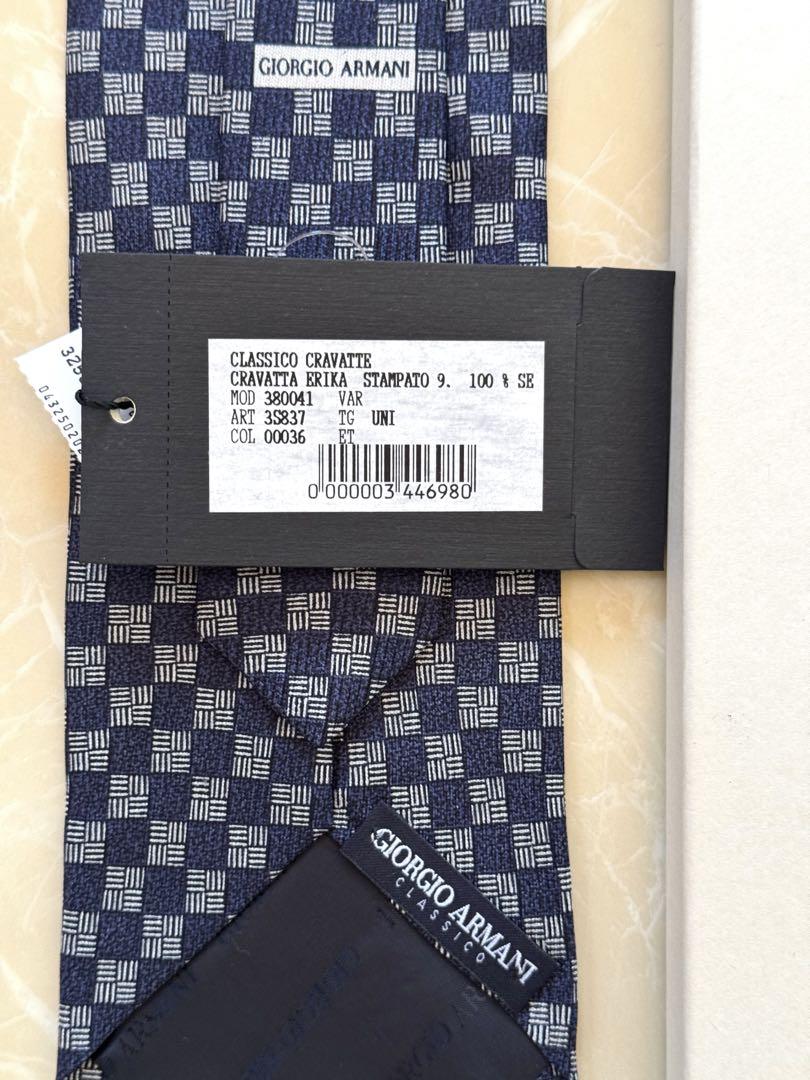 GIORGIO ARMANI
CLASSICO CRAVATTE
CRAVATTA ERIKA STAMPATO 9. 100 % SE
MOD 380041 VAR
ART 3S837 TG UNI
COL 00036 ET
0 000003 446980
GIORGIO ARMANI
CLASSICO